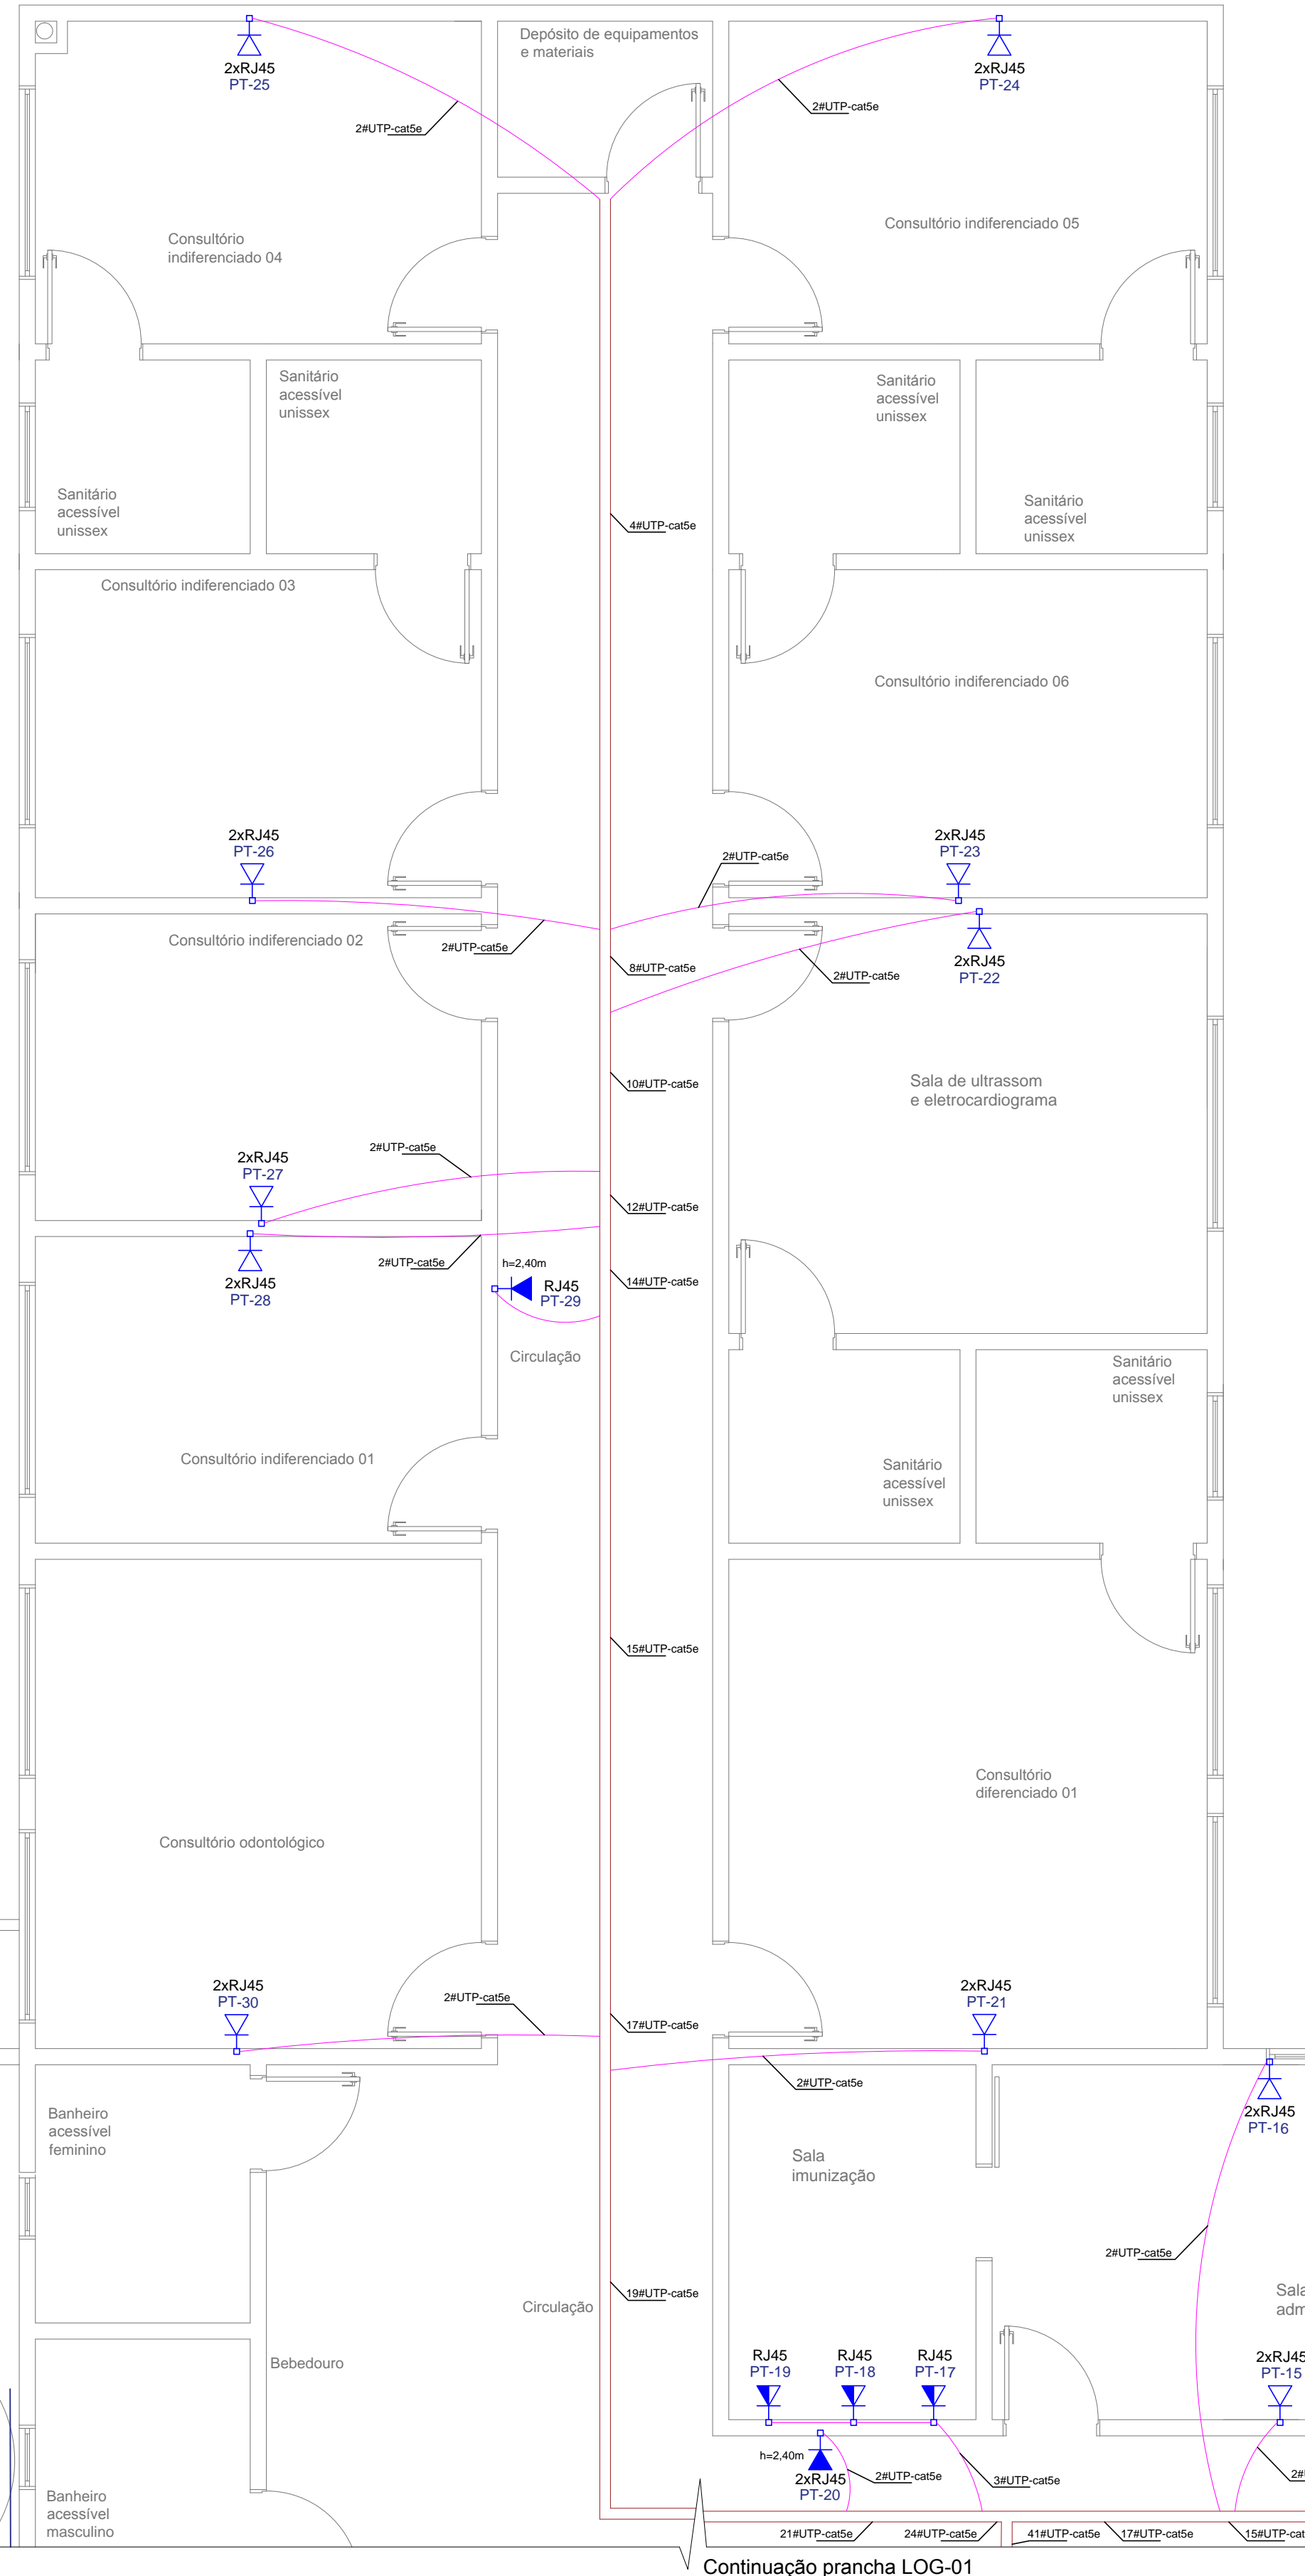 Depósito de equipamentos
e materiais
2xRJ45
PT-25
2xRJ45
PT-24
2#UTP-cat5e
2#UTP-cat5e
Consultório
indiferenciado 04
Consultório indiferenciado 05
Sanitário
acessível
unissex
Sanitário
acessível
unissex
Sanitário
acessível
unissex
Sanitário
acessível
unissex
4#UTP-cat5e
Consultório indiferenciado 03
Consultório indiferenciado 06
2xRJ45
PT-26
2xRJ45
PT-23
2#UTP-cat5e
Consultório indiferenciado 02
2#UTP-cat5e
8#UTP-cat5e
2#UTP-cat5e
2xRJ45
PT-22
10#UTP-cat5e
Sala de ultrassom
e eletrocardiograma
2#UTP-cat5e
2xRJ45
PT-27
12#UTP-cat5e
2#UTP-cat5e
h=2,40m
14#UTP-cat5e
2xRJ45
PT-28
RJ45
PT-29
Circulação
Sanitário
acessível
unissex
Consultório indiferenciado 01
Sanitário
acessível
unissex
15#UTP-cat5e
Consultório
diferenciado 01
Consultório odontológico
2xRJ45
PT-30
2#UTP-cat5e
2xRJ45
PT-21
17#UTP-cat5e
2#UTP-cat5e
Banheiro
acessível
feminino
2xRJ45
PT-16
Sala
imunização
2#UTP-cat5e
19#UTP-cat5e
Circulação
Sala
adm
Bebedouro
RJ45
PT-19
RJ45
PT-18
RJ45
PT-17
2xRJ45
PT-15
h=2,40m
2xRJ45
PT-20
2#UTP-cat5e
3#UTP-cat5e
Banheiro
acessível
masculino
21#UTP-cat5e
24#UTP-cat5e
41#UTP-cat5e
17#UTP-cat5e
15#UTP-cat
Continuação prancha LOG-01